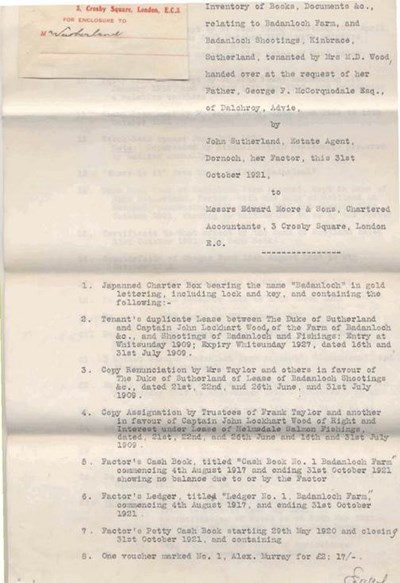 3, Crosby Square, London, E.C.3.
FOR ENCLOSURE TO
Mr Sutherland
Inventory of Books, Documents &c.,
relating to Badanloch Farm, and
Badanloch Shootings, Kinbrace,
Sutherland, tenanted by Mrs M.D. Wood,
handed over at the request of her
Father, George F. McCorquodale Esq.,
of Dalchroy, Advie,
by
John Sutherland, Estate Agent,
Dornoch, her Factor, this 31st
October 1921,
to
Messrs Edward Moore & Sons, Chartered
Accountants, 3 Crosby Square, London
E.C.
----------------
1. Japanned Charter Box bearing the name "Badanloch" in gold
lettering, including lock and key, and containing the
following:-
2. Tenant's duplicate Lease between The Duke of Sutherland
and Captain John Lockhart Wood, of the Farm of Badanloch
&c., and Shootings of Badanloch and Fishings: Entry at
Whitsunday 1909; Expiry Whitsunday 1927, dated 16th and
31st July 1909.
3. Copy Renunciation by Mrs Taylor and others in favour of
The Duke of Sutherland of Lease of Badanloch Shootings
&c., dated 21st, 22nd, and 26th June, and 31st July
1909.
4. Copy Assignation by Trustees of Frank Taylor and another
in favour of Captain John Lockhart Wood of Right and
Interest under Lease of Helmsdale Salmon Fishings,
dated, 21st, 22nd, and 26th June and 16th and 31st July
1909.
5. Factor's Cash Book, titled "Cash Book No. 1 Badanloch Farm"
commencing 4th August 1917 and ending 31st October 1921
showing no balance due to or by the Factor
6. Factor's Ledger, titled "Ledger No. 1, Badanloch Farm,"
commencing 4th August 1917, and ending 31st October
1921
7. Factor's Petty Cash Book starting 29th May 1920 and closing
31st October 1921, and containing
8. One voucher marked No. 1, Alex. Murray for £2: 17/-.